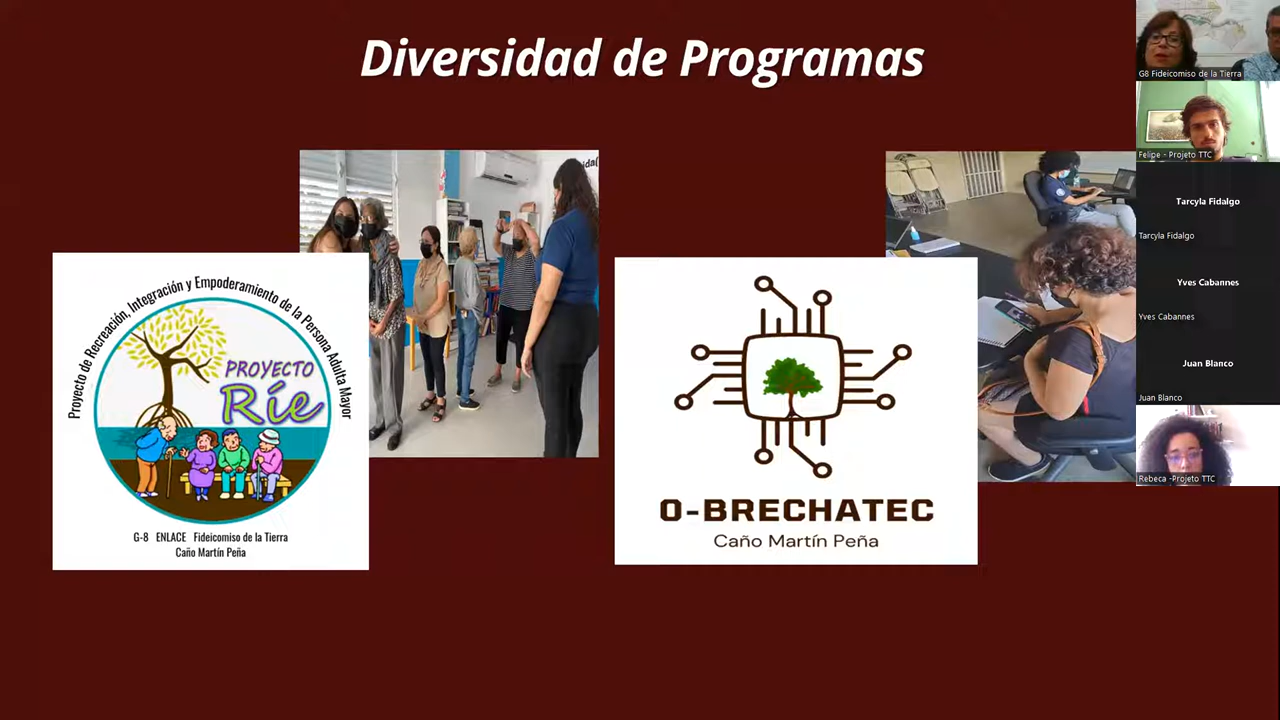 Diversidad de Programas
Proyecto de Recreación, Integración y Empoderamiento de la Persona Adulta Mayor
PROYECTO
Ríe
G-8 ENLACE Fideicomiso de la Tierra
Caño Martín Peña
0-BRECHATEC
Caño Martín Peña
G8 Fideicomiso de la Tierra
Felipe - Projeto TTC
Tarcyla Fidalgo
Tarcyla Fidalgo
Yves Cabannes
Yves Cabannes
Juan Blanco
Juan Blanco
Rebeca -Projeto TTC